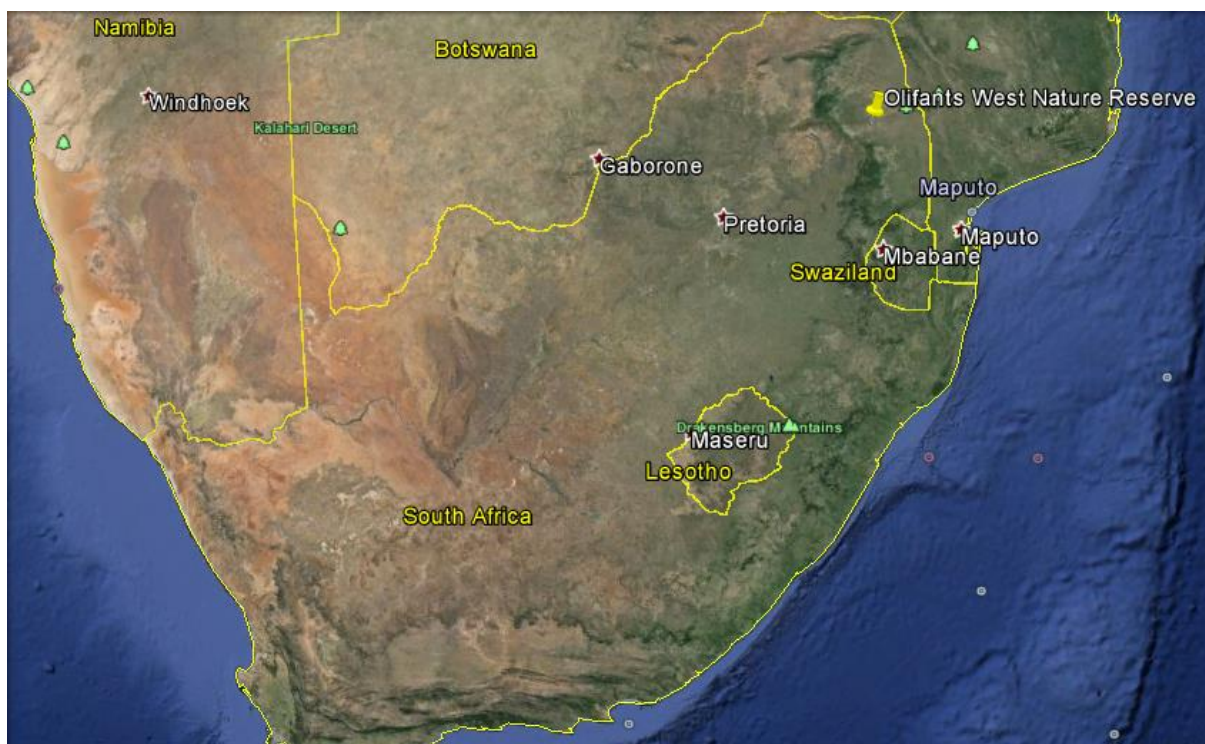 Namibia
Botswana
Windhoek
Olifants West Nature Reserve
Kalahari Desert
Gaborone
Maputo
Pretoria
Maputo
Mbabane
Swaziland
Drakensberg Mountains
Maseru
Lesotho
South Africa